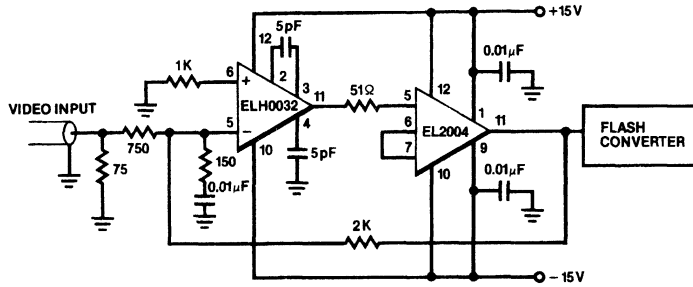 5pF
+15V
12
12
0.01µF
1K
6
2
+
3
11
51Ω
5
1
VIDEO INPUT
ELH0032
4
EL2004
11
FLASH
CONVERTER
5
−
6
750
7
9
10
150
5pF
10
0.01µF
75
0.01µF
2K
−15V